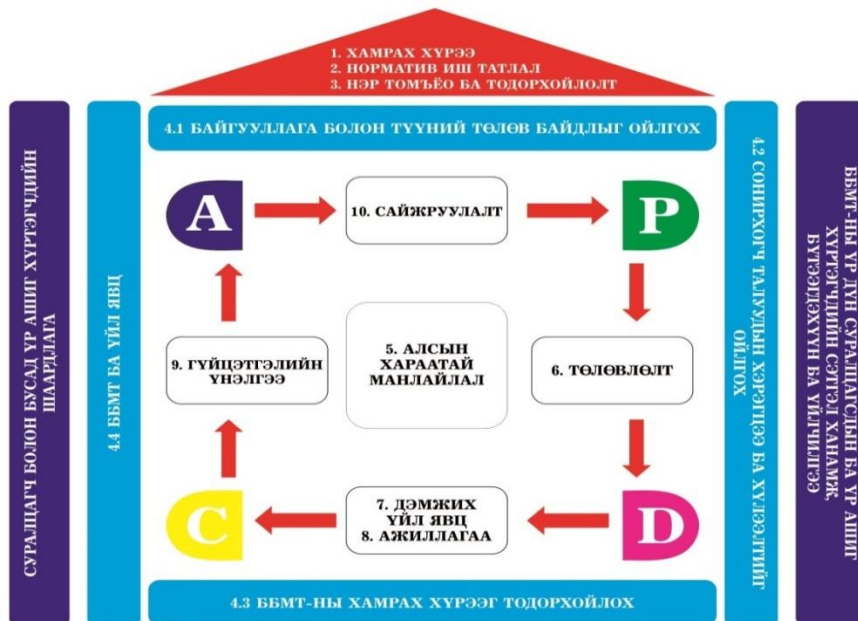 1. ХАМРАХ ХҮРЭЭ
2. НОРМАТИВ ИШ ТАТЛАЛ
3. НЭР ТОМЪЁО БА ТОДОРХОЙЛОЛТ
4.1 БАЙГУУЛЛАГА БОЛОН ТҮҮНИЙ ТӨЛӨВ БАЙДЛЫГ ОЙЛГОХ
СУРАЛЦАГЧ БОЛОН БУСАД ҮР АШИГ ХҮРТЭГЧДИЙН
ШААРДЛАГА
4.4 ББМТ БА ҮЙЛ ЯВЦ
A
10. САЙЖРУУЛАЛТ
P
9. ГҮЙЦЭТГЭЛИЙН
ҮНЭЛГЭЭ
5. АЛСЫН
ХАРААТАЙ
МАНЛАЙЛАЛ
6. ТӨЛӨВЛӨЛТ
C
7. ДЭМЖИХ
ҮЙЛ ЯВЦ
8. АЖИЛЛАГАА
D
4.2 СОНИРХОГЧ ТАЛУУДЫН ХЭРЭГЦЭЭ БА ХҮЛЭЭЛТИЙГ
ОЙЛГОХ
ББМТ-НЫ ҮР ДҮН СУРАЛЦАГСДЫН БА ҮР АШИГ
ХҮРТЭГЧДИЙН СЭТГЭЛ ХАНАМЖ,
БҮТЭЭГДЭХҮҮН БА ҮЙЛЧИЛГЭЭ
4.3 ББМТ-НЫ ХАМРАХ ХҮРЭЭГ ТОДОРХОЙЛОХ